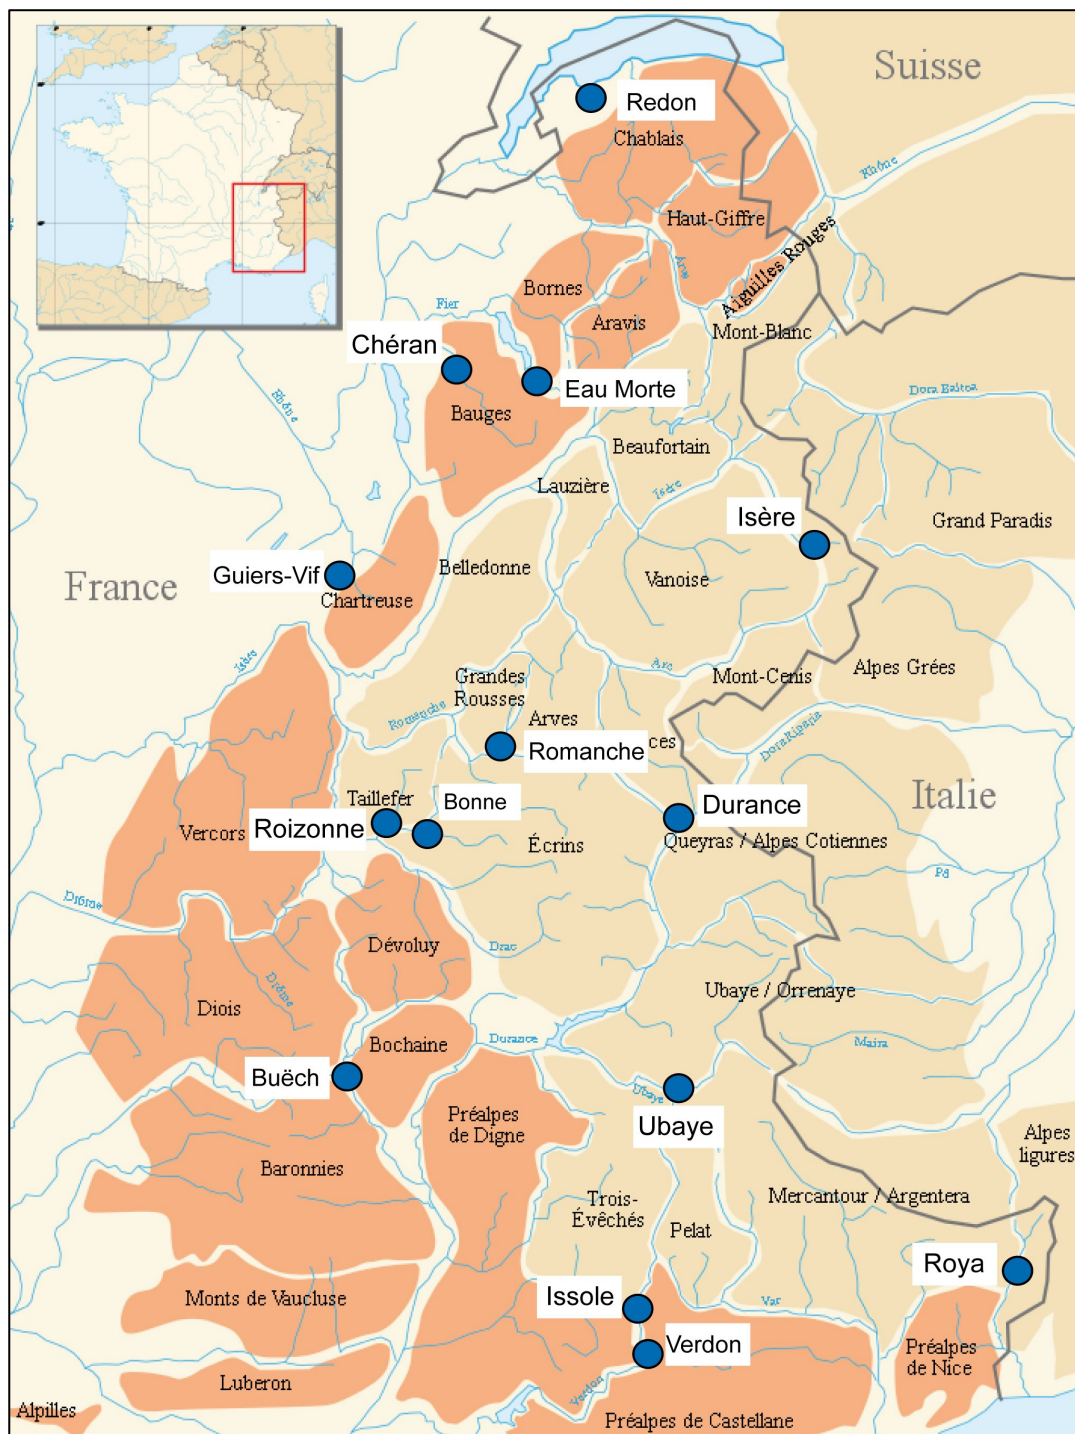 Suisse
Redon
Chablais
Rhône
Haut-Giffre
Aiguilles Rouges
Arve
Bornes
Fier
Aravis
Mont-Blanc
Chéran
Eau Morte
Rhône
Bauges
Dora Baltea
Beaufortain
Lauzière
Isère
Isère
Grand Paradis
Belledonne
Vanoise
Guiers-Vif
France
Chartreuse
Isère
Arc
Mont-Cenis
Alpes Grées
Grandes
Rousses
Romanche
Arves
Dora Riparia
Romanche
ces
Italie
Taillefer
Bonne
Durance
Roizonne
Vercors
Écrins
Queyras / Alpes Cotiennes
Pô
Drôme
Dévoluy
Drac
Drôme
Diois
Ubaye / Orrenaye
Bochaine
Durance
Maira
Buëch
Ubaye
Préalpes
de Digne
Ubaye
Alpes
ligures
Baronnies
Trois-
Évêchés
Mercantour / Argentera
Pelat
Roya
Monts de Vaucluse
Issole
Var
Verdon
Préalpes
de Nice
Luberon
Verdon
Alpilles
Préalpes de Castellane